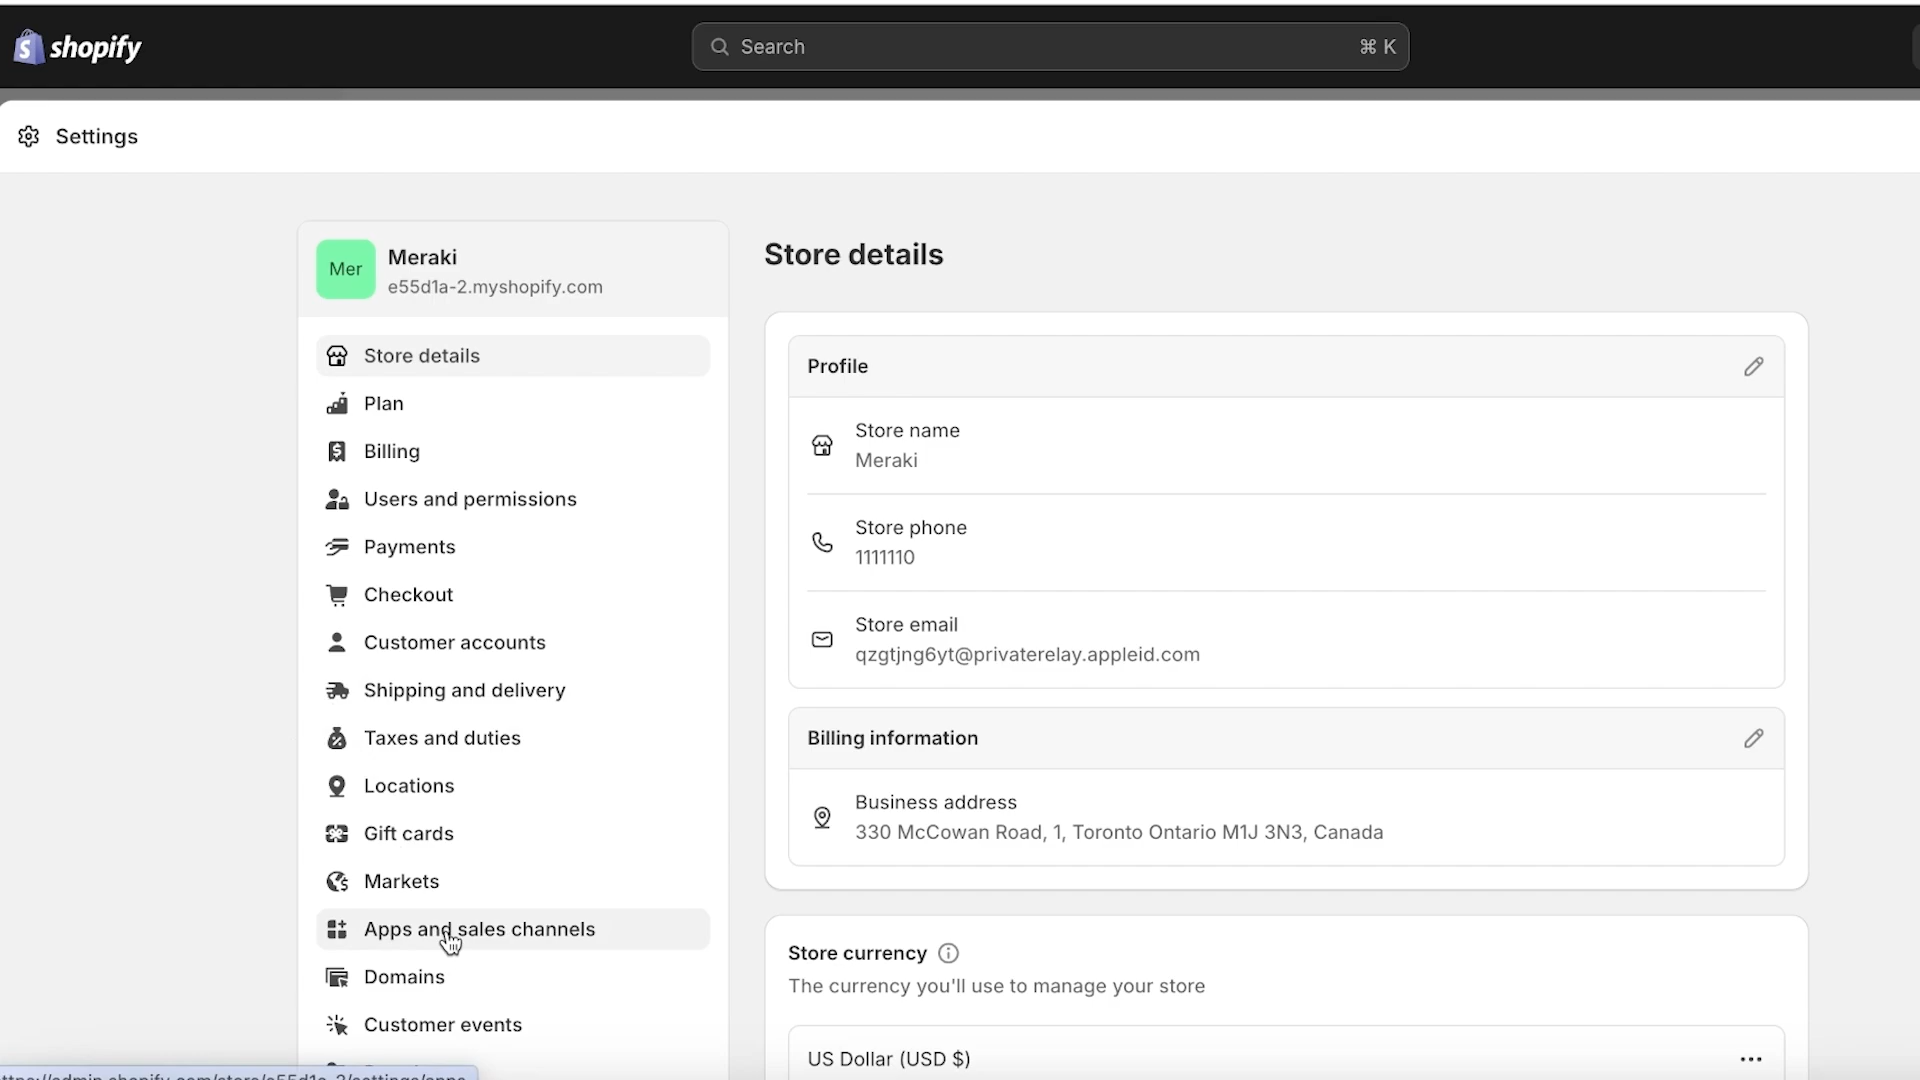 shopify
Search
⌘ K
Settings
Mer
Meraki
e55d1a-2.myshopify.com
Store details
Plan
Billing
Users and permissions
Payments
Checkout
Customer accounts
Shipping and delivery
Taxes and duties
Locations
Gift cards
Markets
Apps and sales channels
Domains
Customer events
Store details
Profile
Store name
Meraki
Store phone
1111110
Store email
qzgtjng6yt@privaterelay.appleid.com
Billing information
Business address
330 McCowan Road, 1, Toronto Ontario M1J 3N3, Canada
Store currency
The currency you'll use to manage your store
US Dollar (USD $)